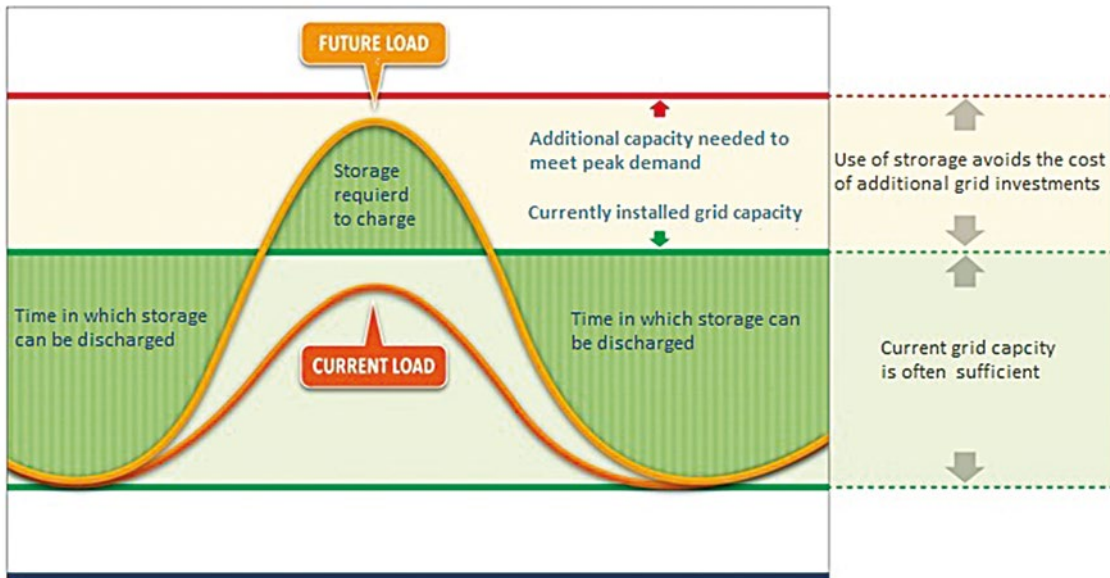 FUTURE LOAD
Additional capacity needed to
meet peak demand
Storage
requierd
to charge
Currently installed grid capacity
Use of strorage avoids the cost
of additional grid investments
Time in which storage
can be discharged
CURRENT LOAD
Time in which storage can
be discharged
Current grid capcity
is often sufficient